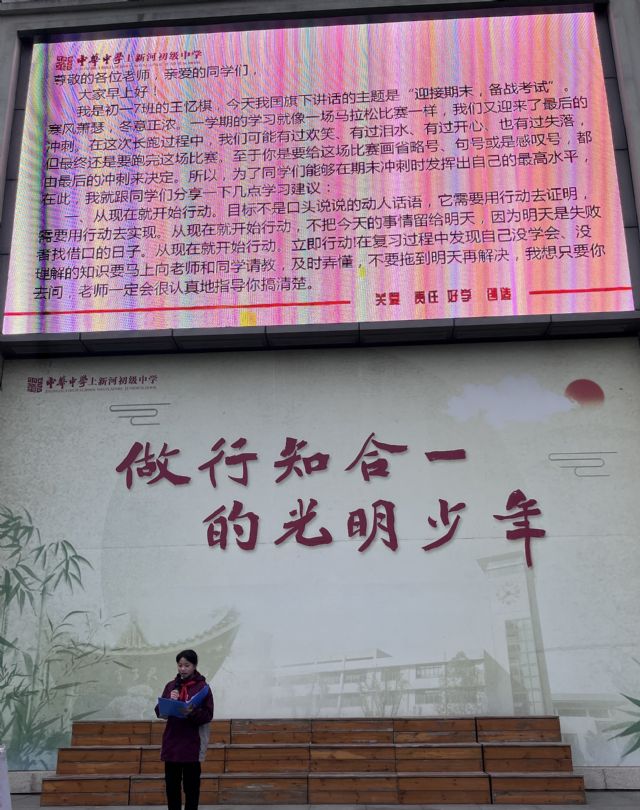 中华中学上新河初级中学
尊敬的各位老师，亲爱的同学们，
大家早上好！
我是初一7班的王忆棋，今天我国旗下讲话的主题是“迎接期末，备战考试”。
寒风萧瑟，冬意正浓。一学期的学习就像一场马拉松比赛一样，我们又迎来了最后的
冲刺。在这次长跑过程中，我们可能有过欢笑、有过泪水、有过开心、也有过失落，
但最终还是要跑完这场比赛。至于你是要给这场比赛画省略号、句号或是感叹号，都
由最后的冲刺来决定。所以，为了同学们能够在期末冲刺时发挥出自己的最高水平，
在此，我就跟同学们分享一下几点学习建议：
一、从现在就开始行动。目标不是口头说说的动人话语，它需要用行动去证明，
需要用行动去实现。从现在就开始行动，不把今天的事情留给明天，因为明天是失败
者找借口的日子。从现在就开始行动，立即行动!在复习过程中发现自己没学会、没
理解的知识要马上向老师和同学请教，及时弄懂，不要拖到明天再解决，我想只要你
去问，老师一定会很认真地指导你搞清楚。
关爱 责任 好学 创造
中华中学上新河初级中学
做行知合一
的光明少年